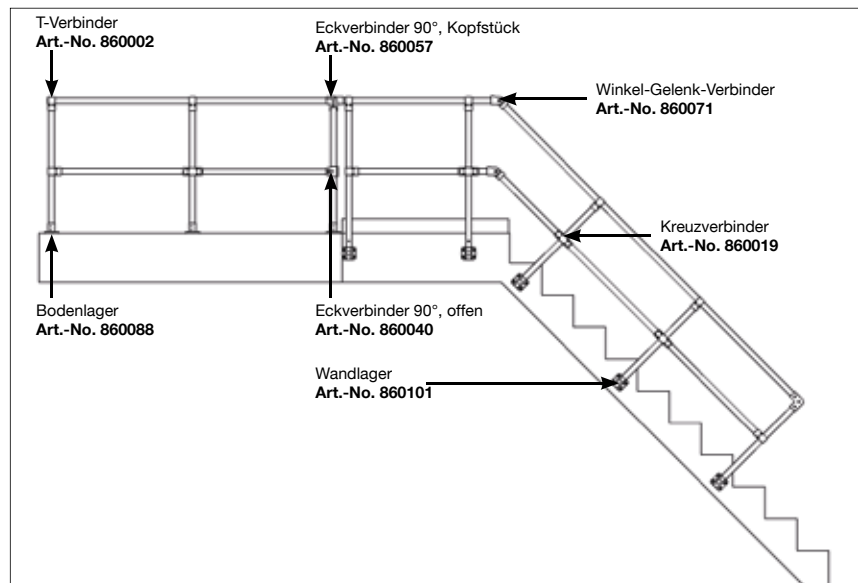 T-Verbinder
Art.-No. 860002
Eckverbinder 90°, Kopfstück
Art.-No. 860057
Winkel-Gelenk-Verbinder
Art.-No. 860071
Kreuzverbinder
Art.-No. 860019
Bodenlager
Art.-No. 860088
Eckverbinder 90°, offen
Art.-No. 860040
Wandlager
Art.-No. 860101